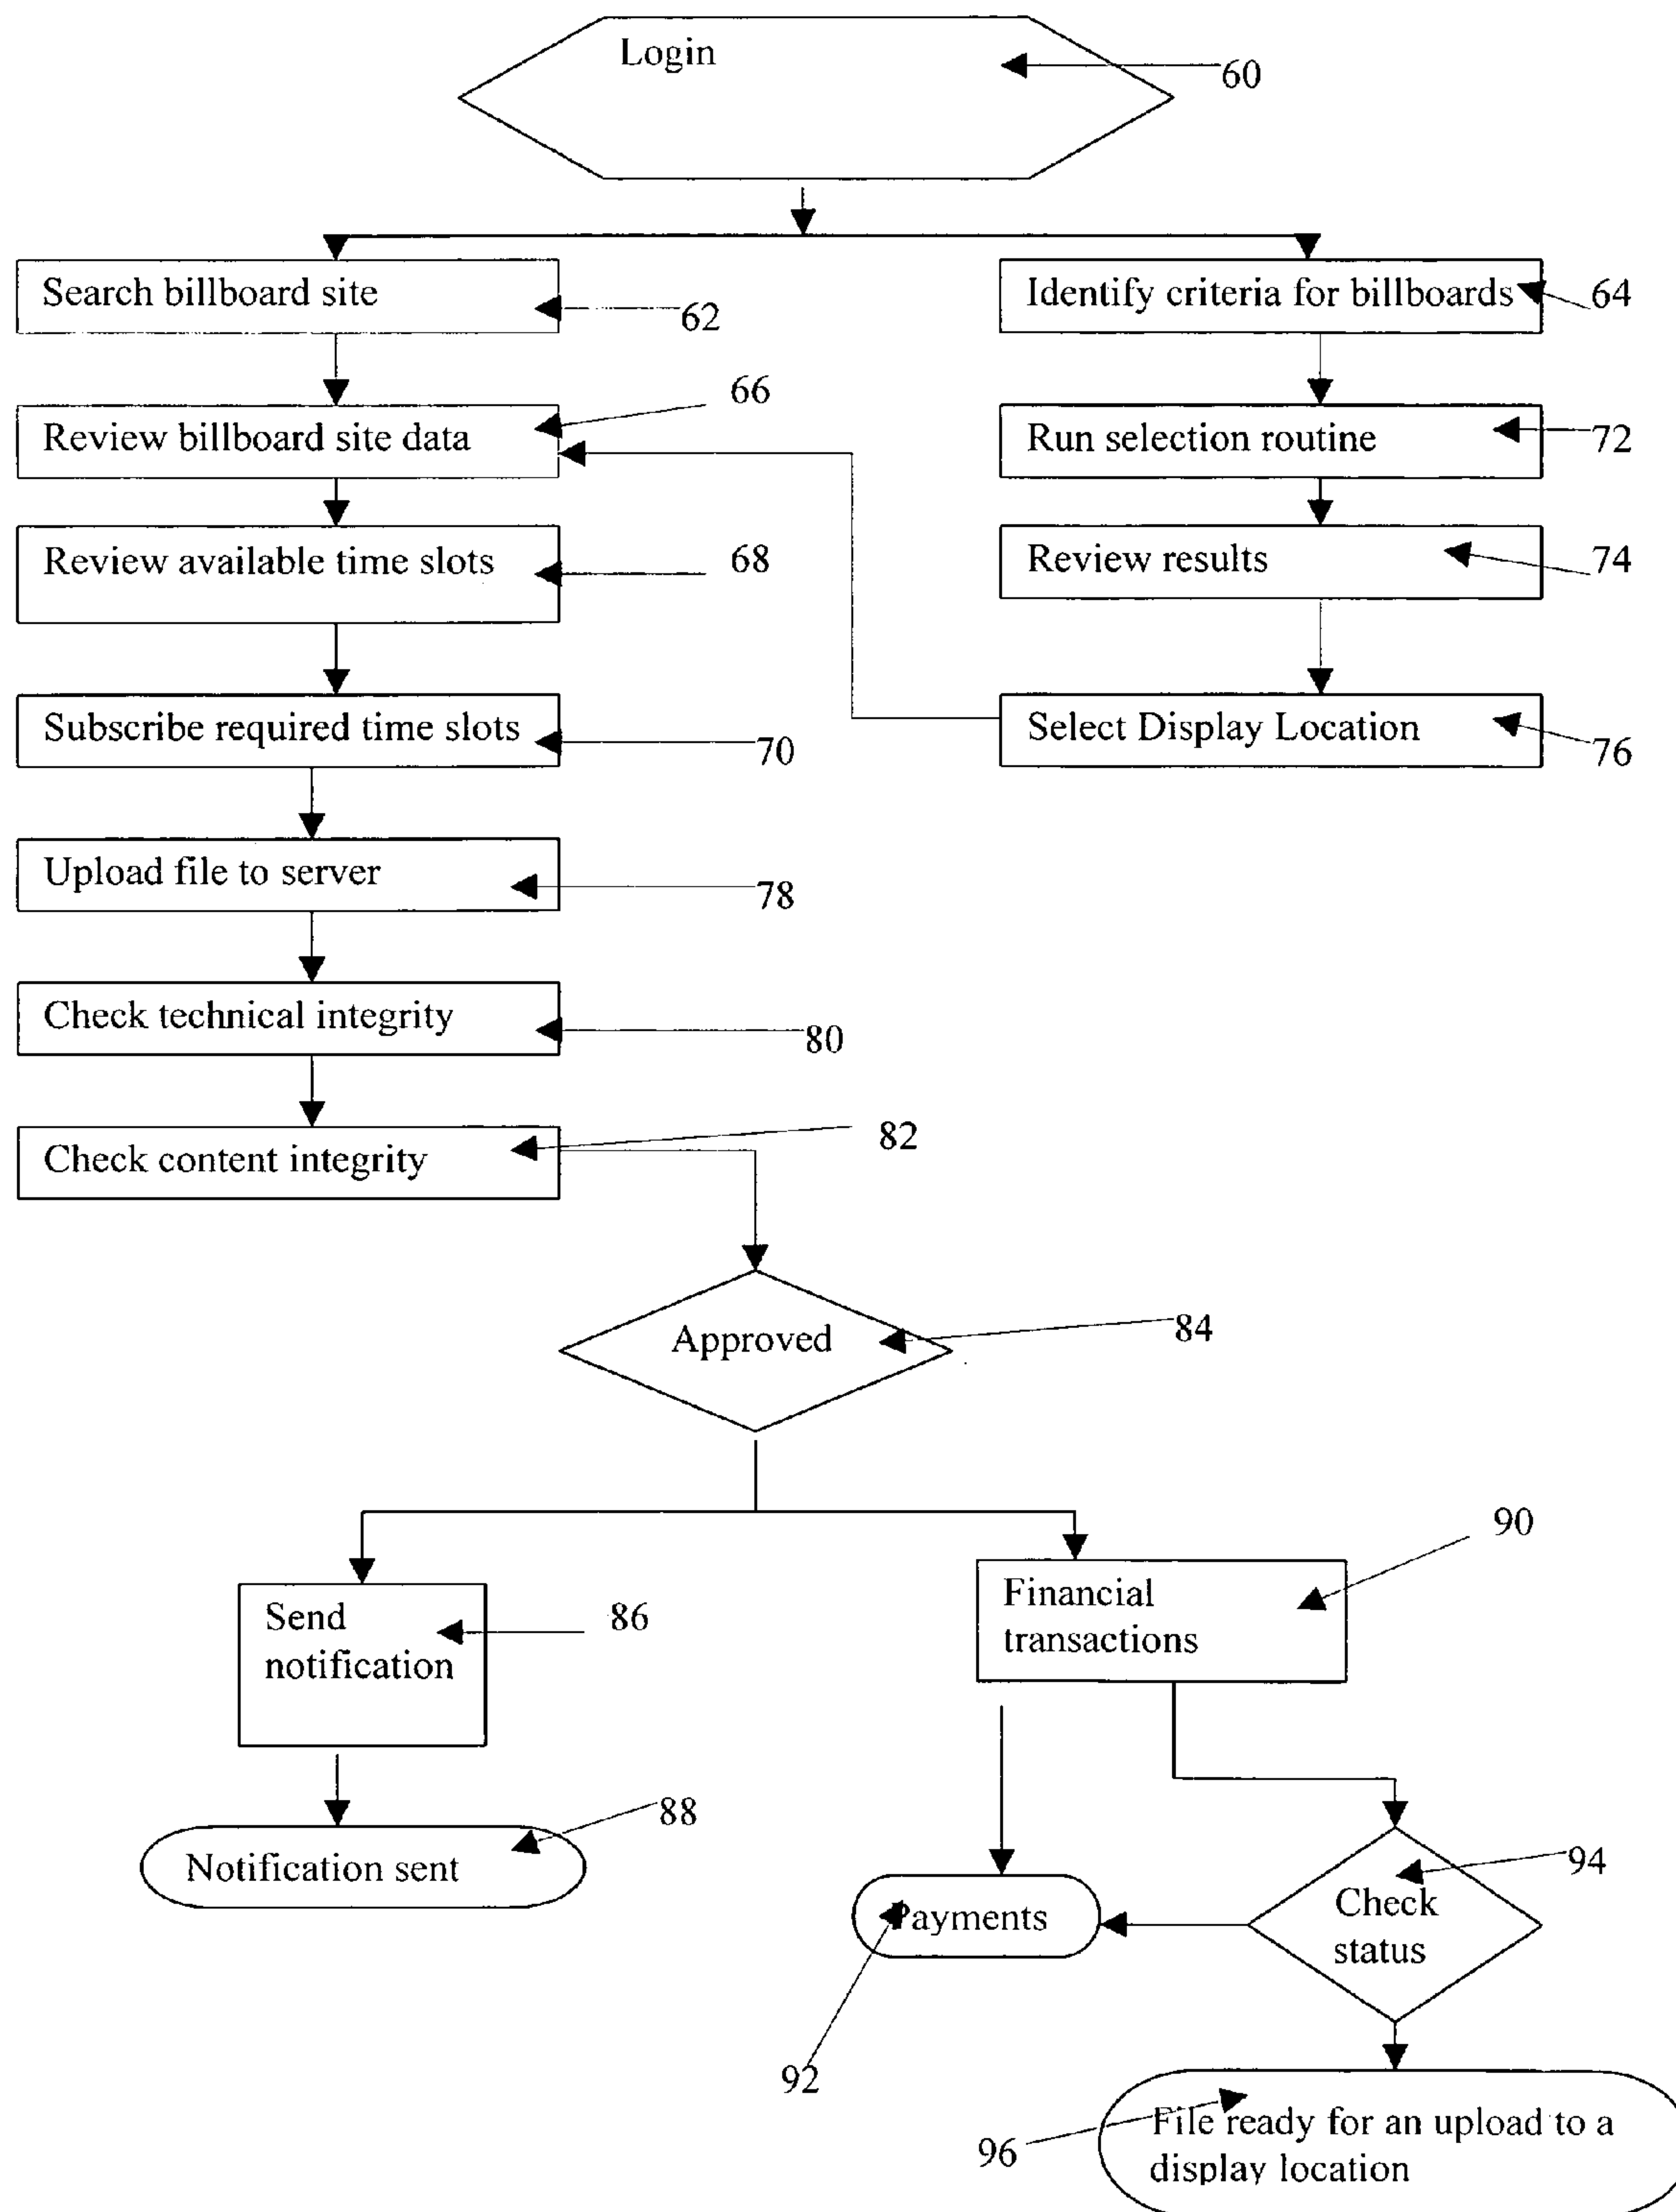 Login
60
Search billboard site
62
Identify criteria for billboards
64
66
Review billboard site data
Run selection routine
72
Review available time slots
68
Review results
74
Subscribe required time slots
70
Select Display Location
76
Upload file to server
78
Check technical integrity
80
82
Check content integrity
Approved
84
90
Send
notification
86
Financial
transactions
88
Notification sent
94
Payments
Check
status
92
File ready for an upload to a
display location
96